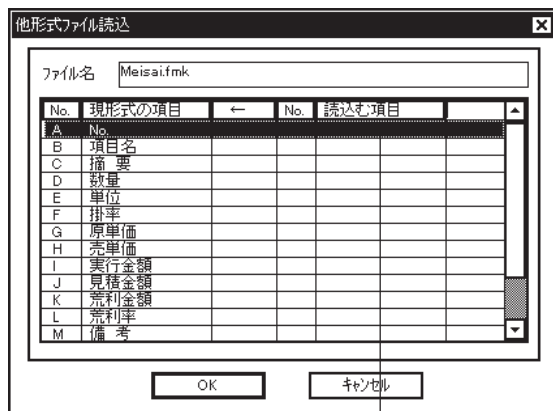 他形式ファイル読込
ファイル名 Meisai.fmk
No. 現形式の項目 ← No. 読込む項目
A No.
B 項目名
C 摘 要
D 数量
E 単位
F 掛率
G 原単価
H 売単価
I 実行金額
J 見積金額
K 荒利金額
L 荒利率
M 備 考
OK キャンセル